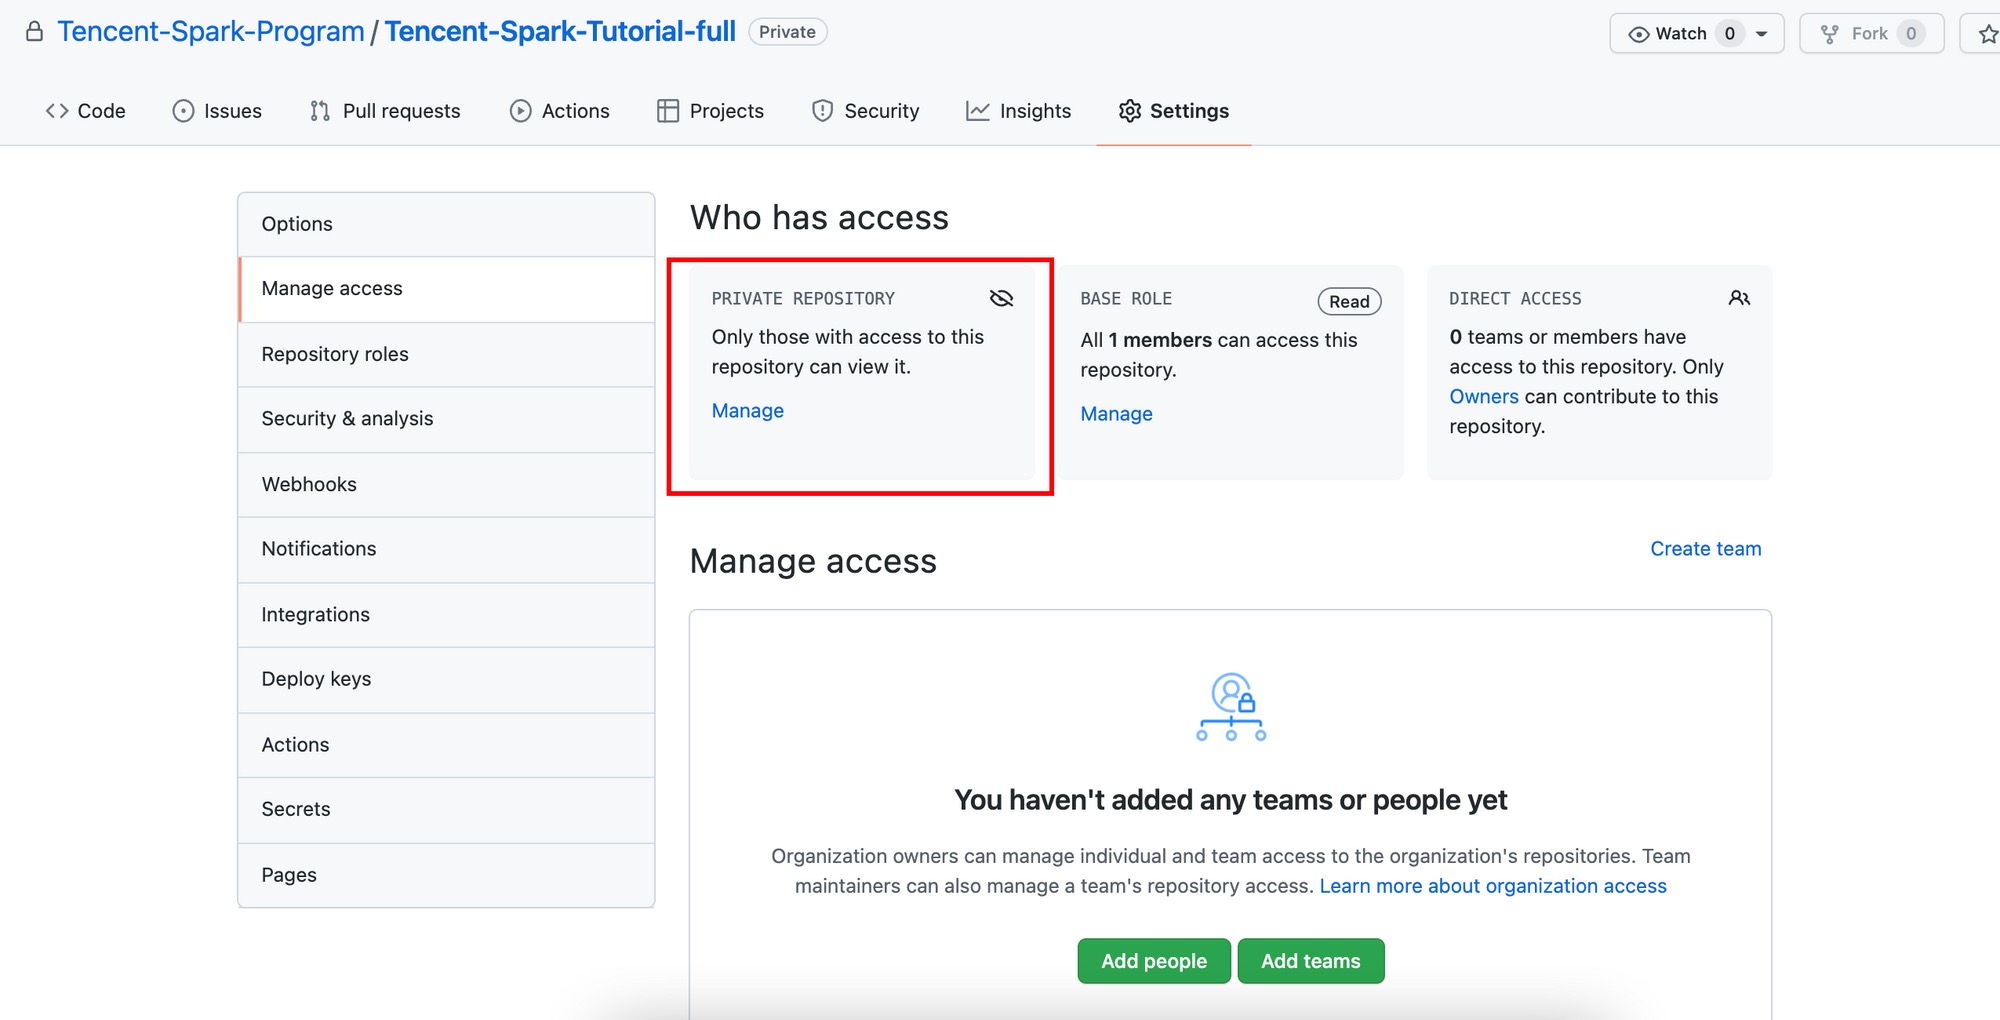 Tencent-Spark-Program / Tencent-Spark-Tutorial-full Private
Watch 0
Fork 0
Code
Issues
Pull requests
Actions
Projects
Security
Insights
Settings
Options
Manage access
Repository roles
Security & analysis
Webhooks
Notifications
Integrations
Deploy keys
Actions
Secrets
Pages
Who has access
PRIVATE REPOSITORY
Only those with access to this
repository can view it.
Manage
BASE ROLE
Read
All 1 members can access this
repository.
Manage
DIRECT ACCESS
0 teams or members have
access to this repository. Only
Owners can contribute to this
repository.
Manage access
Create team
You haven't added any teams or people yet
Organization owners can manage individual and team access to the organization's repositories. Team
maintainers can also manage a team's repository access. Learn more about organization access
Add people
Add teams